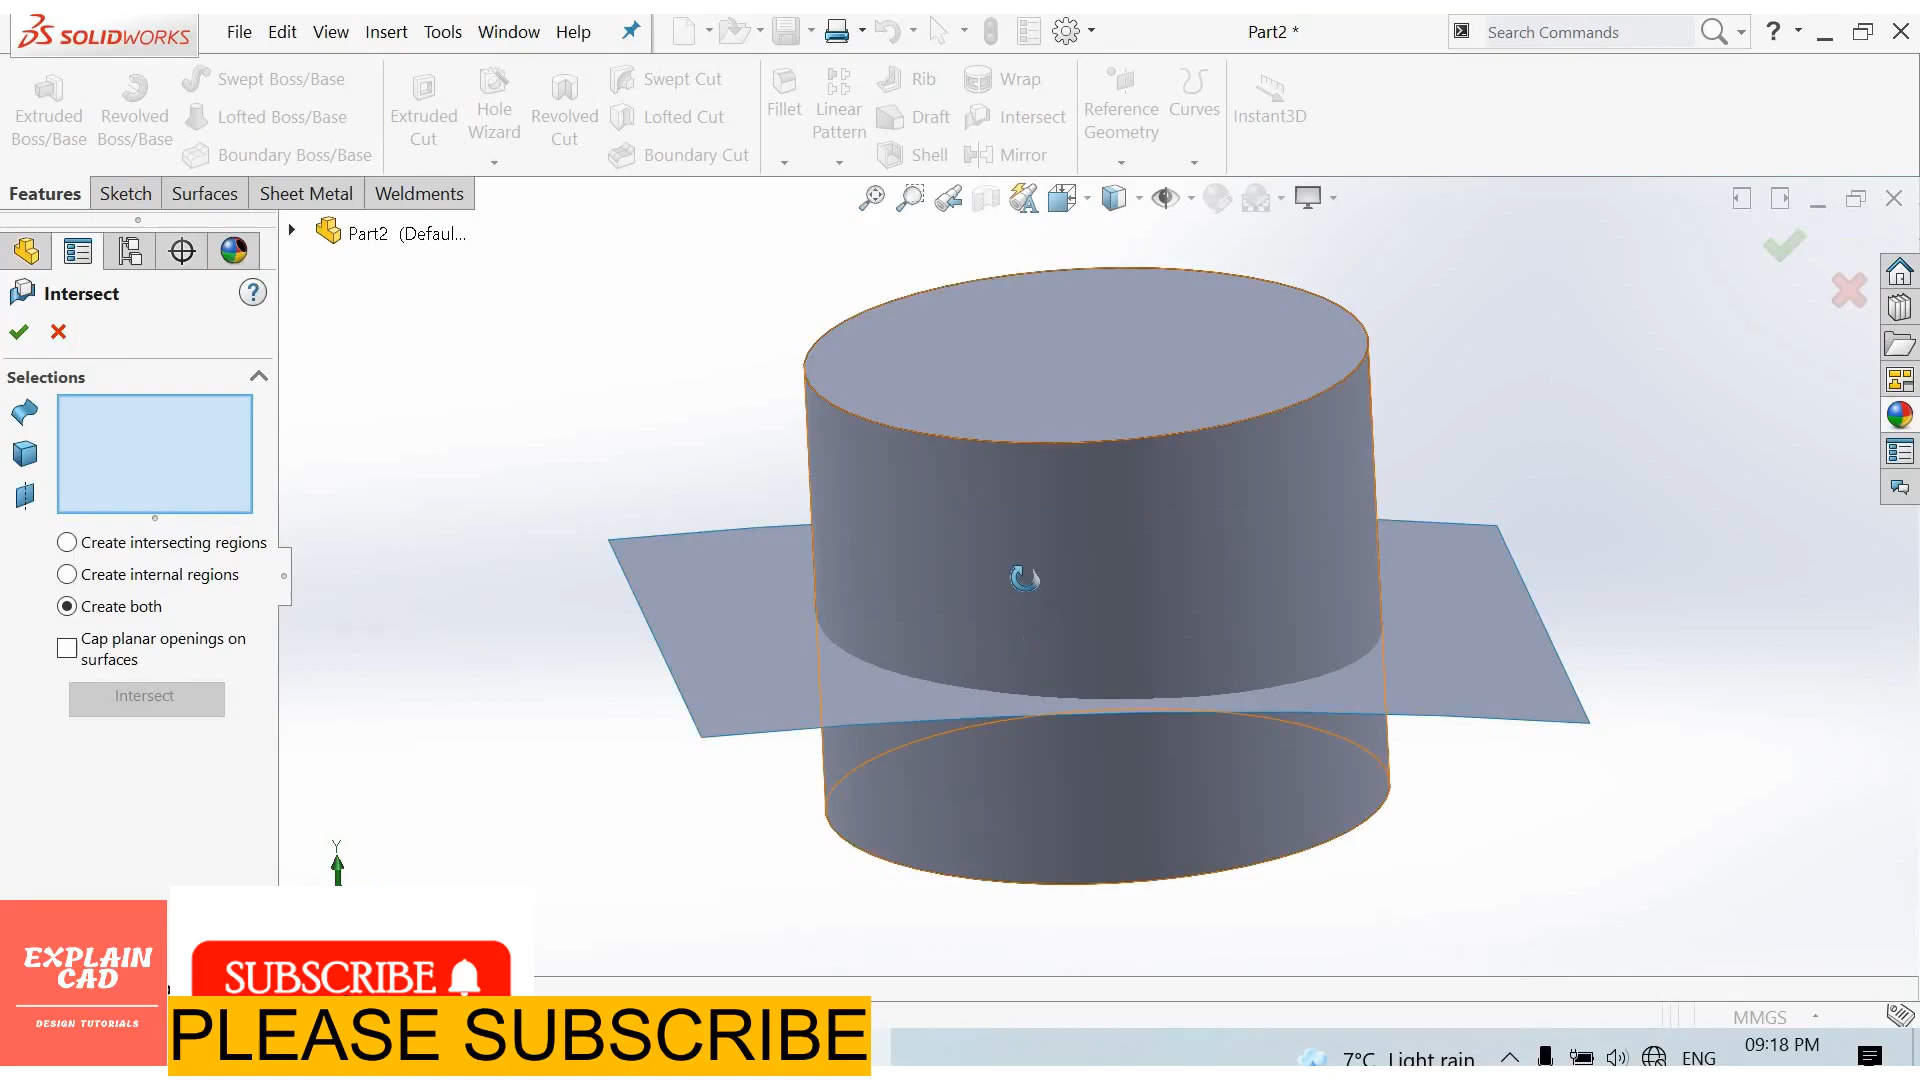 SOLIDWORKS
File Edit View Insert Tools Window Help
Part2 *
Search Commands
?
Extruded Boss/Base
Revolved Boss/Base
Swept Boss/Base
Lofted Boss/Base
Boundary Boss/Base
Extruded Cut
Hole Wizard
Revolved Cut
Swept Cut
Lofted Cut
Boundary Cut
Fillet
Linear Pattern
Rib
Draft
Shell
Wrap
Intersect
Mirror
Reference Geometry
Curves
Instant3D
Features Sketch Surfaces Sheet Metal Weldments
Part2 (Defaul...
Intersect
?
Selections
Create intersecting regions
Create internal regions
Create both
Cap planar openings on
surfaces
Intersect
Y
EXPLAIN
CAD
DESIGN TUTORIALS
SUBSCRIBE
PLEASE SUBSCRIBE
MMGS
7°C Light rain
ENG
09:18 PM